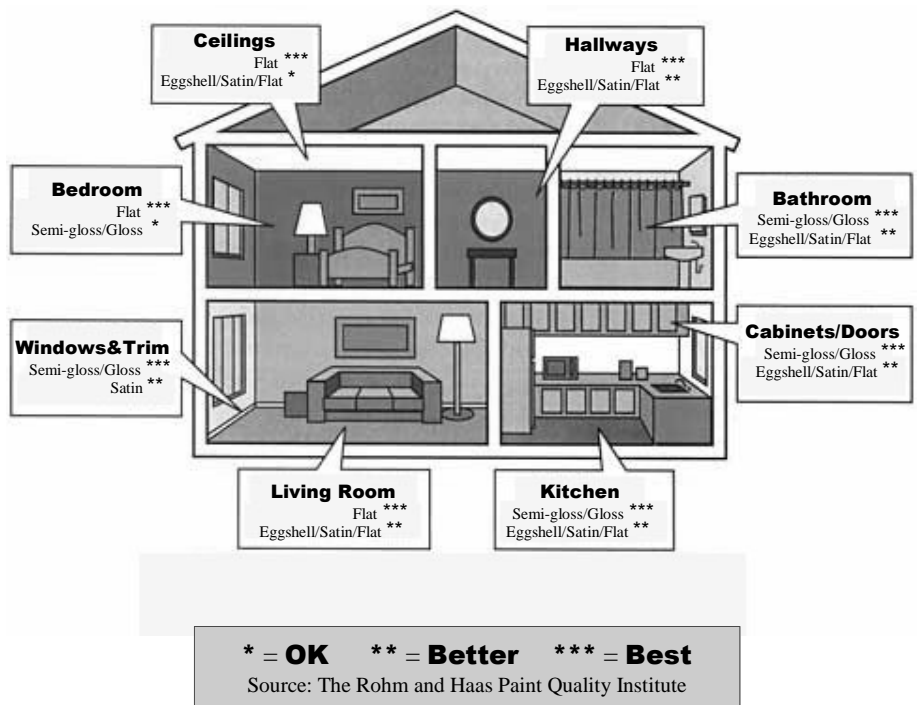 Ceilings
Flat ***
Eggshell/Satin/Flat *
Hallways
Flat ***
Eggshell/Satin/Flat **
Bedroom
Flat ***
Semi-gloss/Gloss *
Bathroom
Semi-gloss/Gloss ***
Eggshell/Satin/Flat **
Windows&Trim
Semi-gloss/Gloss ***
Satin **
Cabinets/Doors
Semi-gloss/Gloss ***
Eggshell/Satin/Flat **
Living Room
Flat ***
Eggshell/Satin/Flat **
Kitchen
Semi-gloss/Gloss ***
Eggshell/Satin/Flat **
* = OK ** = Better *** = Best
Source: The Rohm and Haas Paint Quality Institute